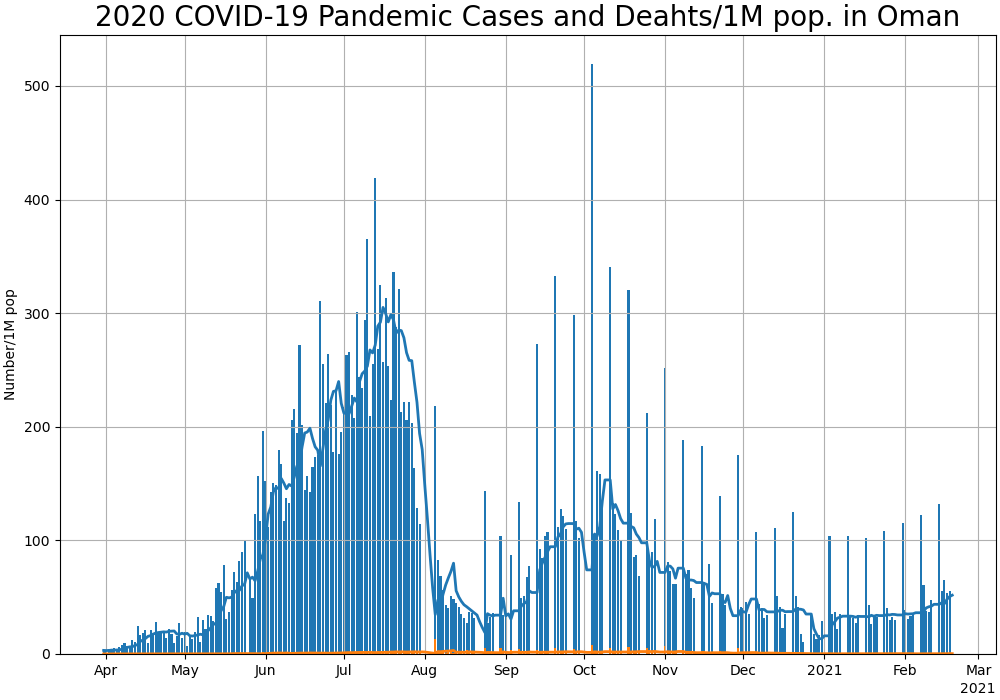 2020 COVID-19 Pandemic Cases and Deahts/1M pop. in Oman
Number/1M pop
500
400
300
200
100
0
Apr May Jun Jul Aug Sep Oct Nov Dec 2021 Feb Mar
2021